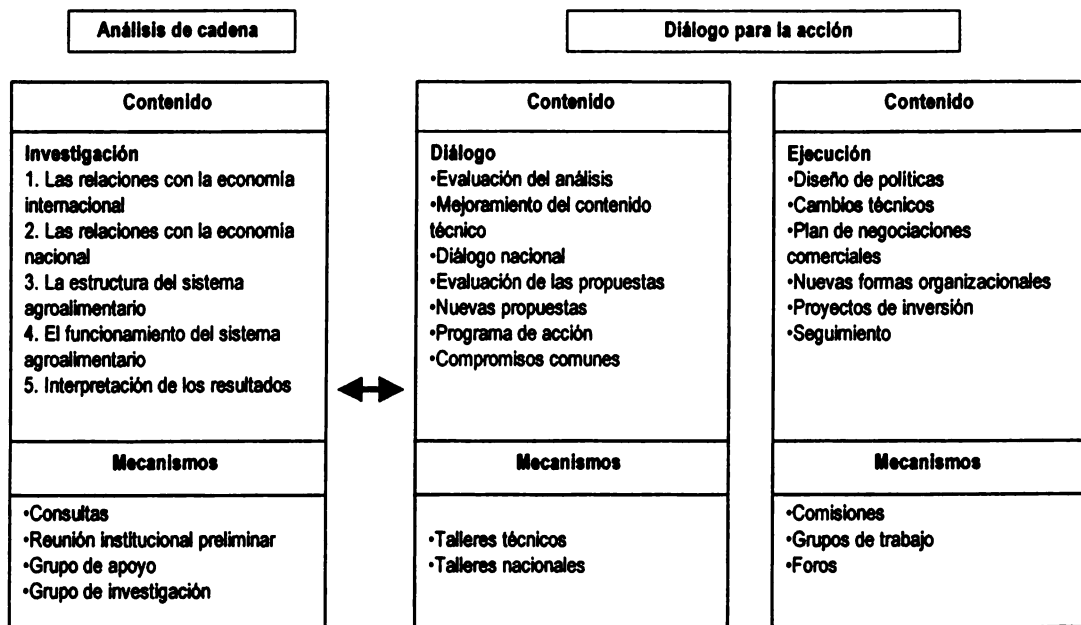 Análisis de cadena
Diálogo para la acción
Contenido
Investigación
1. Las relaciones con la economía
internacional
2. Las relaciones con la economía
nacional
3. La estructura del sistema
agroalimentario
4. El funcionamiento del sistema
agroalimentario
5. Interpretación de los resultados
Mecanismos
•Consultas
•Reunión institucional preliminar
•Grupo de apoyo
•Grupo de investigación
Contenido
Diálogo
•Evaluación del análisis
•Mejoramiento del contenido
técnico
•Diálogo nacional
•Evaluación de las propuestas
•Nuevas propuestas
•Programa de acción
•Compromisos comunes
Mecanismos
•Talleres técnicos
•Talleres nacionales
Contenido
Ejecución
•Diseño de políticas
•Cambios técnicos
•Plan de negociaciones
comerciales
•Nuevas formas organizacionales
•Proyectos de inversión
•Seguimiento
Mecanismos
•Comisiones
•Grupos de trabajo
•Foros